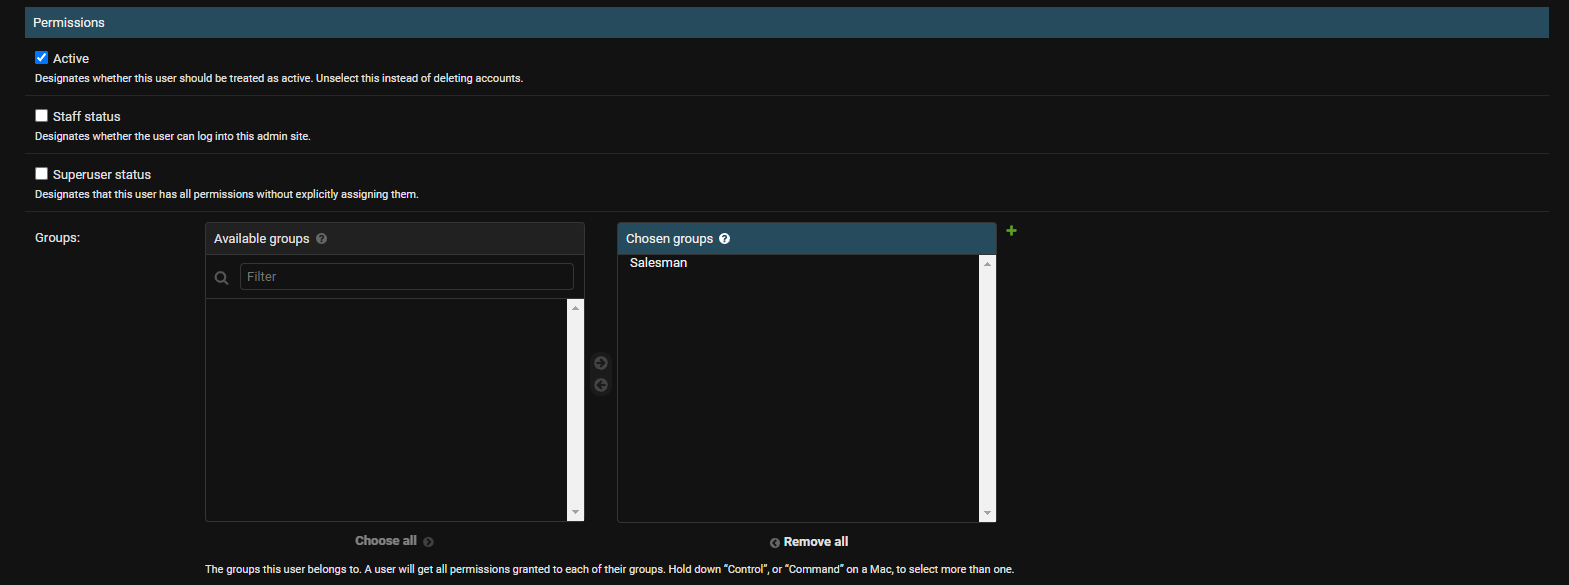 Permissions
Active
Designates whether this user should be treated as active. Unselect this instead of deleting accounts.
Staff status
Designates whether the user can log into this admin site.
Superuser status
Designates that this user has all permissions without explicitly assigning them.
Groups:
Available groups ?
Filter
Choose all
Chosen groups ?
Salesman
Remove all
The groups this user belongs to. A user will get all permissions granted to each of their groups. Hold down “Control”, or “Command” on a Mac, to select more than one.